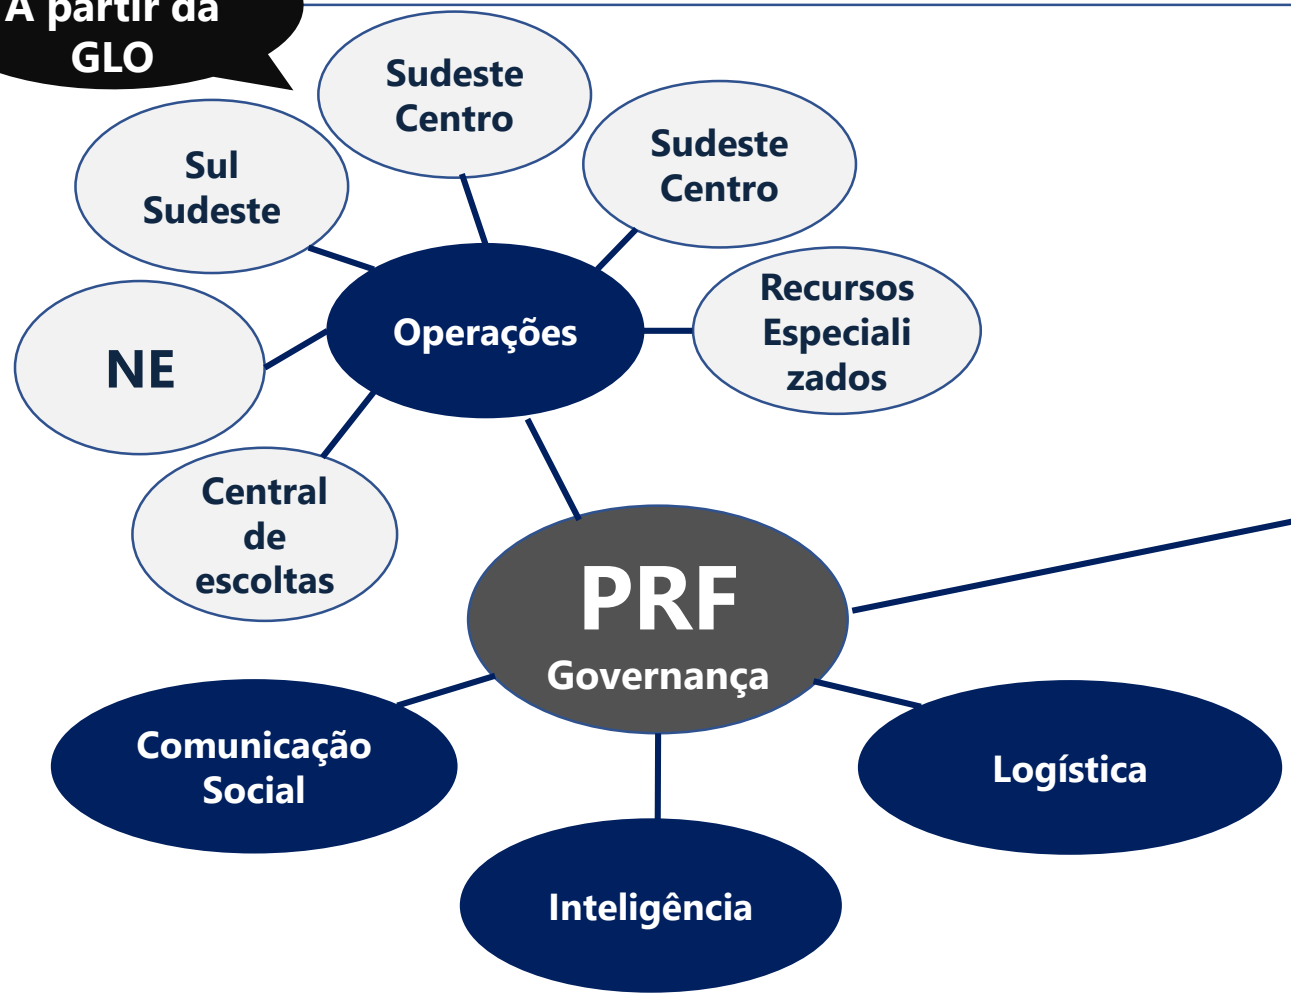 A partir da
GLO
Sudeste
Centro
Sudeste
Centro
Sul
Sudeste
Recursos
Especiali
zados
Operações
NE
Central
de
escoltas
PRF
Governança
Comunicação
Social
Logística
Inteligência